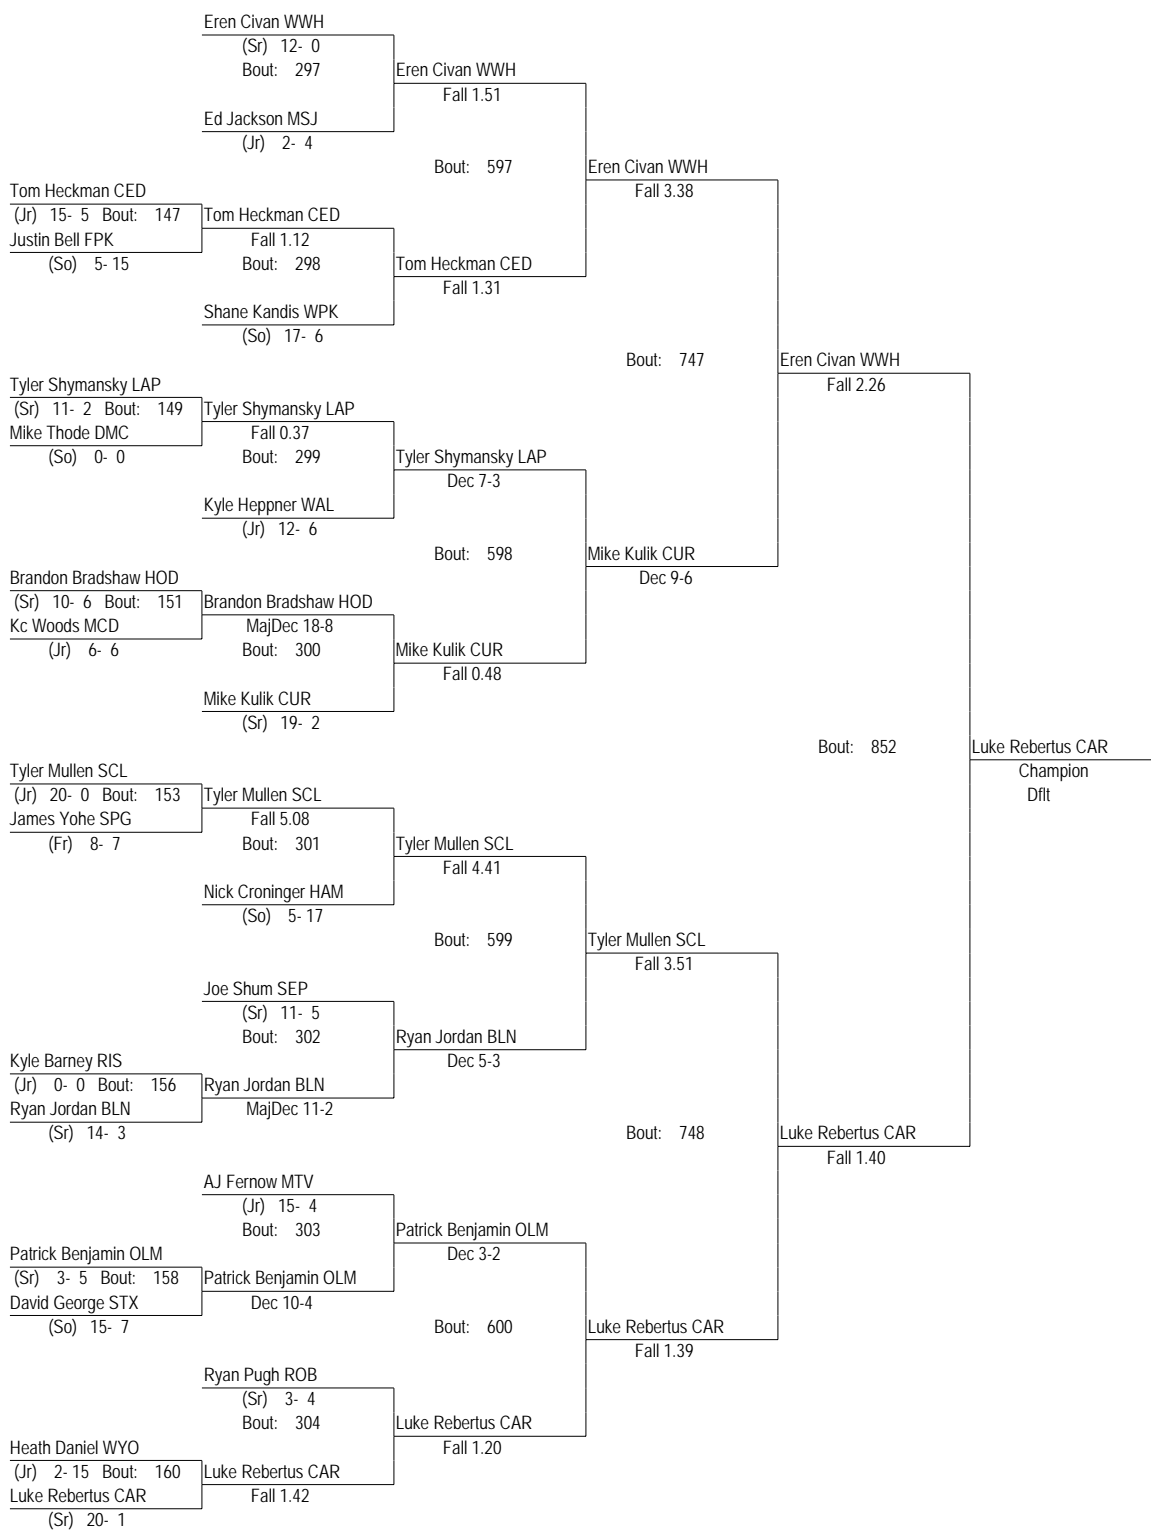 Eren Civan WWH
(Sr) 12- 0
Bout: 297
Eren Civan WWH
Fall 1.51
Ed Jackson MSJ
(Jr) 2- 4
Bout: 597
Eren Civan WWH
Fall 3.38
Tom Heckman CED
(Jr) 15- 5 Bout: 147
Tom Heckman CED
Justin Bell FPK
Fall 1.12
(So) 5- 15
Bout: 298
Tom Heckman CED
Fall 1.31
Shane Kandis WPK
(So) 17- 6
Bout: 747
Eren Civan WWH
Fall 2.26
Tyler Shymansky LAP
(Sr) 11- 2 Bout: 149
Tyler Shymansky LAP
Mike Thode DMC
Fall 0.37
(So) 0- 0
Bout: 299
Tyler Shymansky LAP
Dec 7-3
Kyle Heppner WAL
(Jr) 12- 6
Bout: 598
Mike Kulik CUR
Dec 9-6
Brandon Bradshaw HOD
(Sr) 10- 6 Bout: 151
Brandon Bradshaw HOD
Kc Woods MCD
MajDec 18-8
(Jr) 6- 6
Bout: 300
Mike Kulik CUR
Fall 0.48
Mike Kulik CUR
(Sr) 19- 2
Bout: 852
Luke Rebertus CAR
Champion
Dflt
Tyler Mullen SCL
(Jr) 20- 0 Bout: 153
Tyler Mullen SCL
James Yohe SPG
Fall 5.08
(Fr) 8- 7
Bout: 301
Tyler Mullen SCL
Fall 4.41
Nick Croninger HAM
(So) 5- 17
Bout: 599
Tyler Mullen SCL
Fall 3.51
Joe Shum SEP
(Sr) 11- 5
Bout: 302
Ryan Jordan BLN
Dec 5-3
Kyle Barney RIS
(Jr) 0- 0 Bout: 156
Ryan Jordan BLN
Ryan Jordan BLN
MajDec 11-2
(Sr) 14- 3
Bout: 748
Luke Rebertus CAR
Fall 1.40
AJ Fernow MTV
(Jr) 15- 4
Bout: 303
Patrick Benjamin OLM
Dec 3-2
Patrick Benjamin OLM
(Sr) 3- 5 Bout: 158
Patrick Benjamin OLM
David George STX
Dec 10-4
(So) 15- 7
Bout: 600
Luke Rebertus CAR
Fall 1.39
Ryan Pugh ROB
(Sr) 3- 4
Bout: 304
Luke Rebertus CAR
Fall 1.20
Heath Daniel WYO
(Jr) 2- 15 Bout: 160
Luke Rebertus CAR
Luke Rebertus CAR
Fall 1.42
(Sr) 20- 1